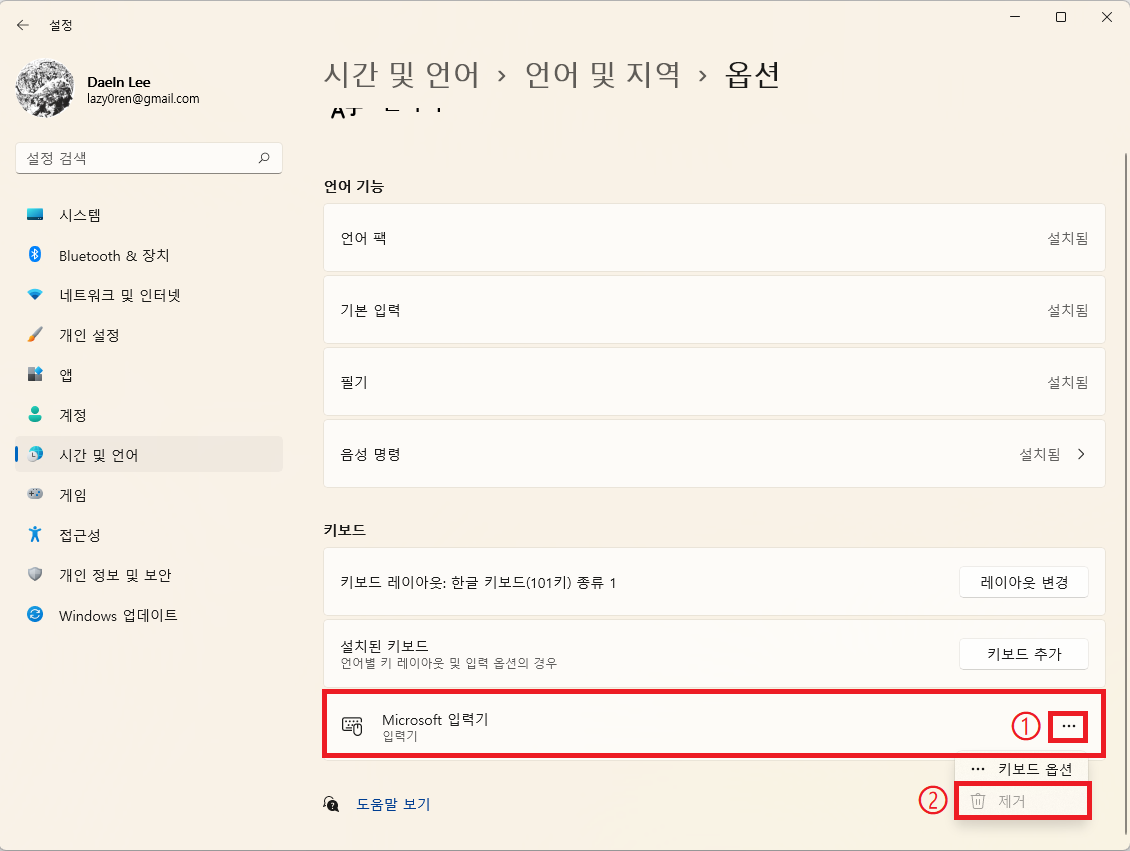 설정
DaeIn Lee
lazy0ren@gmail.com
설정 검색
시스템
Bluetooth & 장치
네트워크 및 인터넷
개인 설정
앱
계정
시간 및 언어
게임
접근성
개인 정보 및 보안
Windows 업데이트
시간 및 언어 › 언어 및 지역 › 옵션
언어 기능
언어 팩 설치됨
기본 입력 설치됨
필기 설치됨
음성 명령 설치됨
키보드
키보드 레이아웃: 한글 키보드(101키) 종류 1 레이아웃 변경
설치된 키보드 키보드 추가
언어별 키 레이아웃 및 입력 옵션의 경우
Microsoft 입력기 ① ...
입력기
... 키보드 옵션
② 제거
도움말 보기